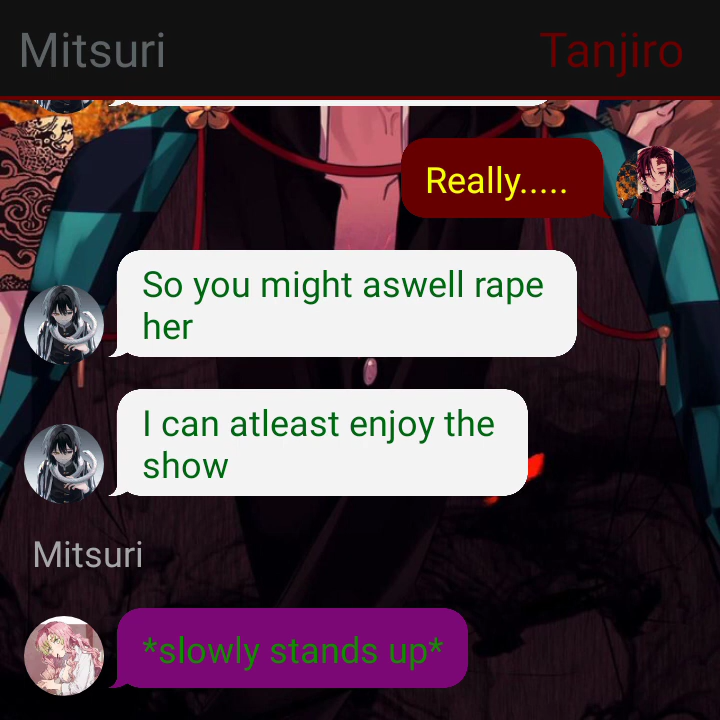 Mitsuri Tanjiro
Really.....
So you might aswell rape
her
I can atleast enjoy the
show
Mitsuri
*slowly stands up*